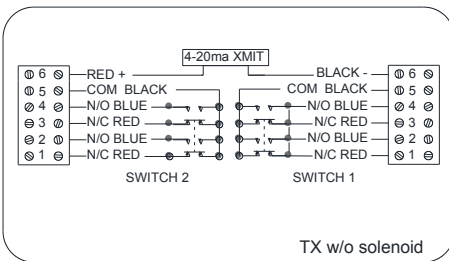 4-20ma XMIT
6 RED + BLACK - 6
5 COM BLACK COM BLACK 5
4 N/O BLUE N/O BLUE 4
3 N/C RED N/C RED 3
2 N/O BLUE N/O BLUE 2
1 N/C RED N/C RED 1
SWITCH 2 SWITCH 1
TX w/o solenoid